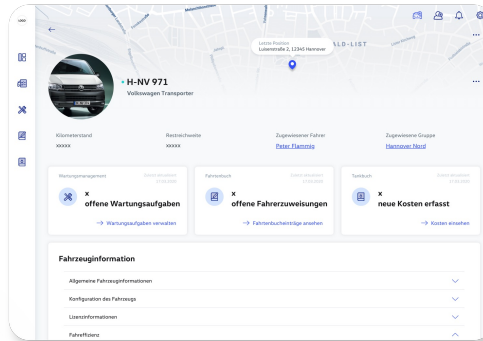 Letzte Position
Luisenstraße 2, 12345 Hannover
ALD-LIST
H-NV 971
Volkswagen Transporter
Kilometerstand
xxxxx
Restreichweite
xxxxx
Zugewiesener Fahrer
Peter Flammig
Zugewiesene Gruppe
Hannover Nord
Wartungsmanagement
x
offene Wartungsaufgaben
→ Wartungsaufgaben verwalten
Fahrtenbuch
x
offene Fahrerzuweisungen
→ Fahrtenbucheinträge ansehen
Tankbuch
x
neue Kosten erfasst
→ Kosten einsehen
Fahrzeuginformation
Allgemeine Fahrzeuginformationen
Konfiguration des Fahrzeugs
Lizenzinformationen
Fahreffizienz